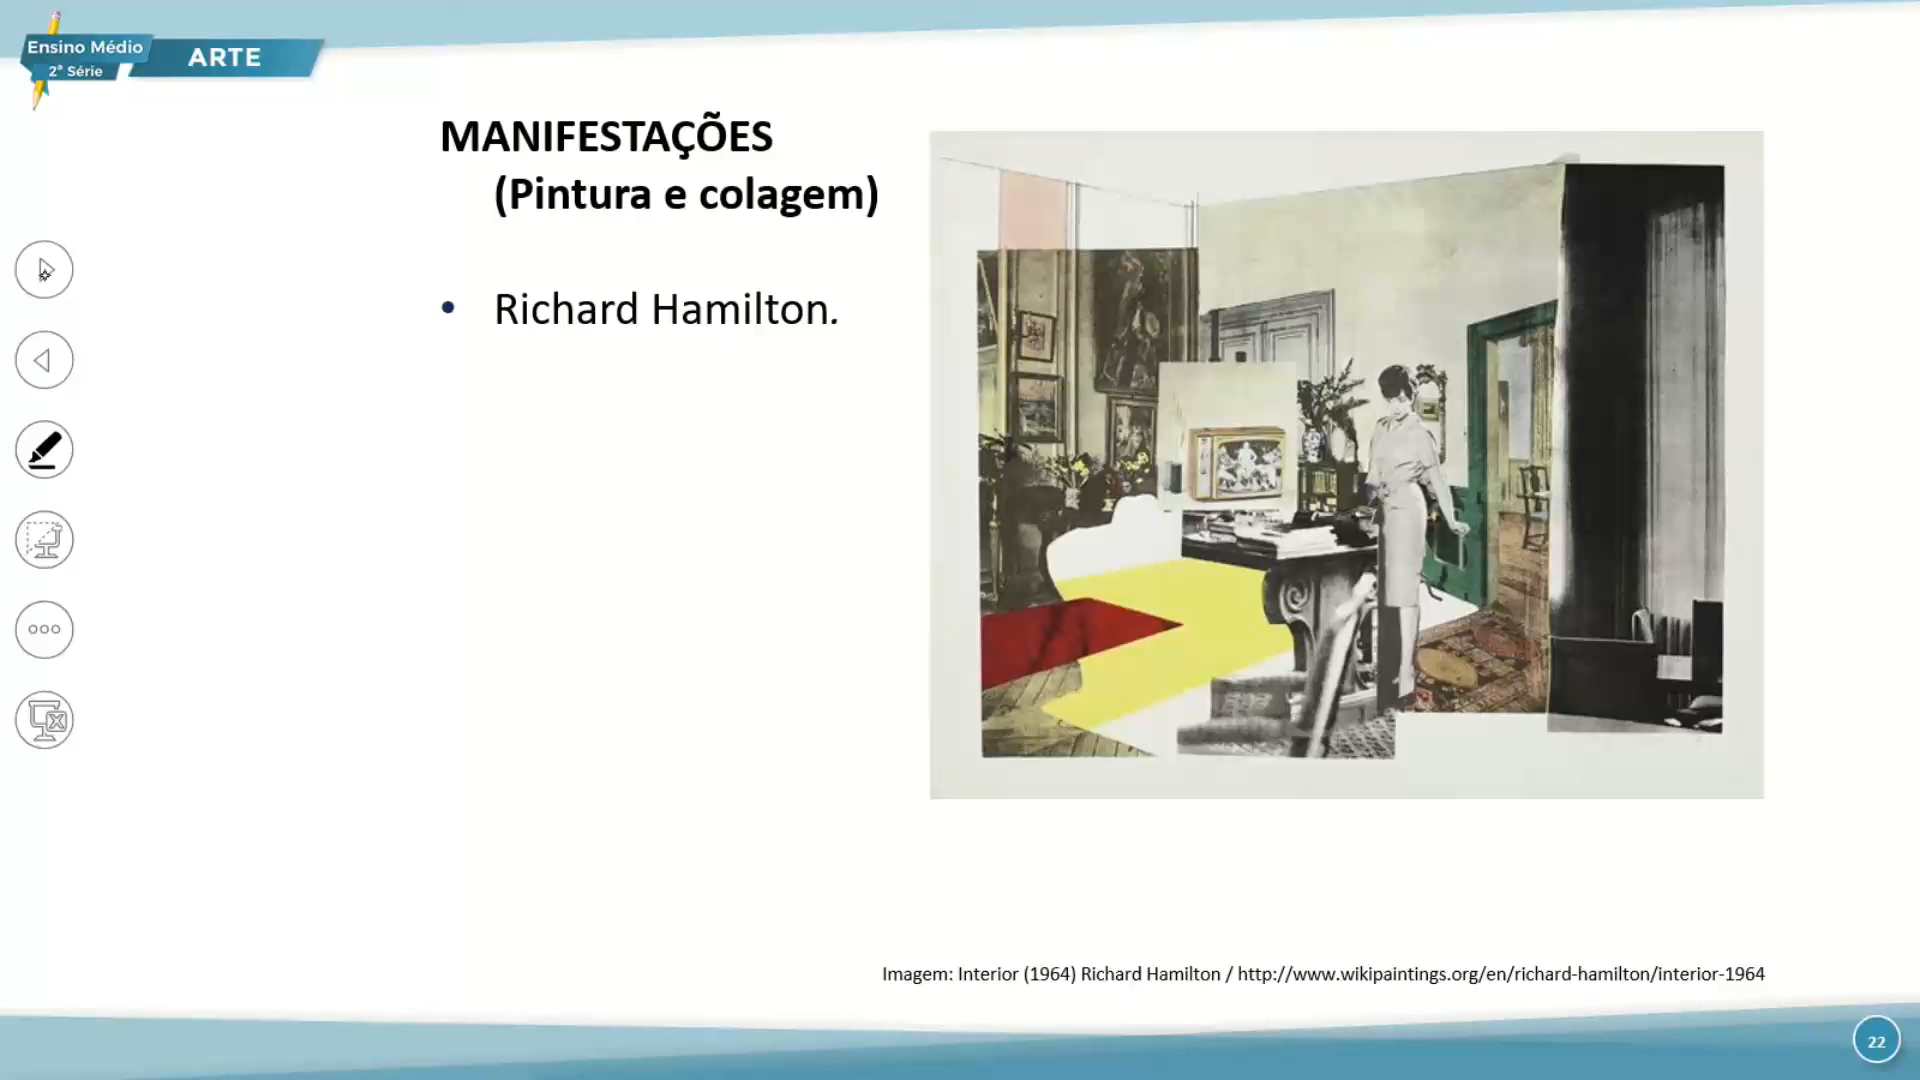 Ensino Médio
2ª Série
ARTE
MANIFESTAÇÕES
(Pintura e colagem)
• Richard Hamilton.
Imagem: Interior (1964) Richard Hamilton / http://www.wikipaintings.org/en/richard-hamilton/interior-1964
22